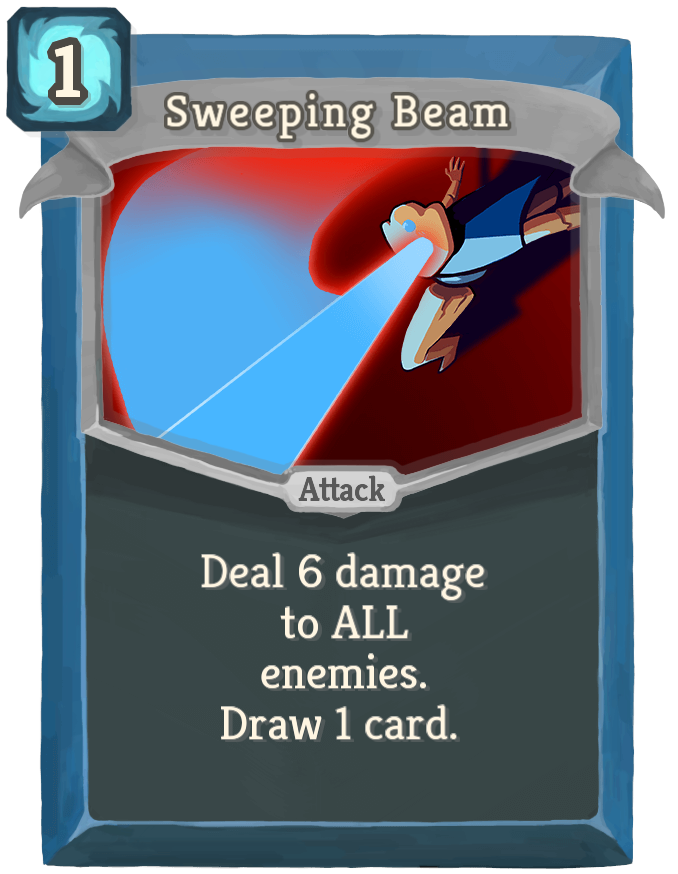 1
Sweeping Beam
Attack
Deal 6 damage
to ALL
enemies.
Draw 1 card.